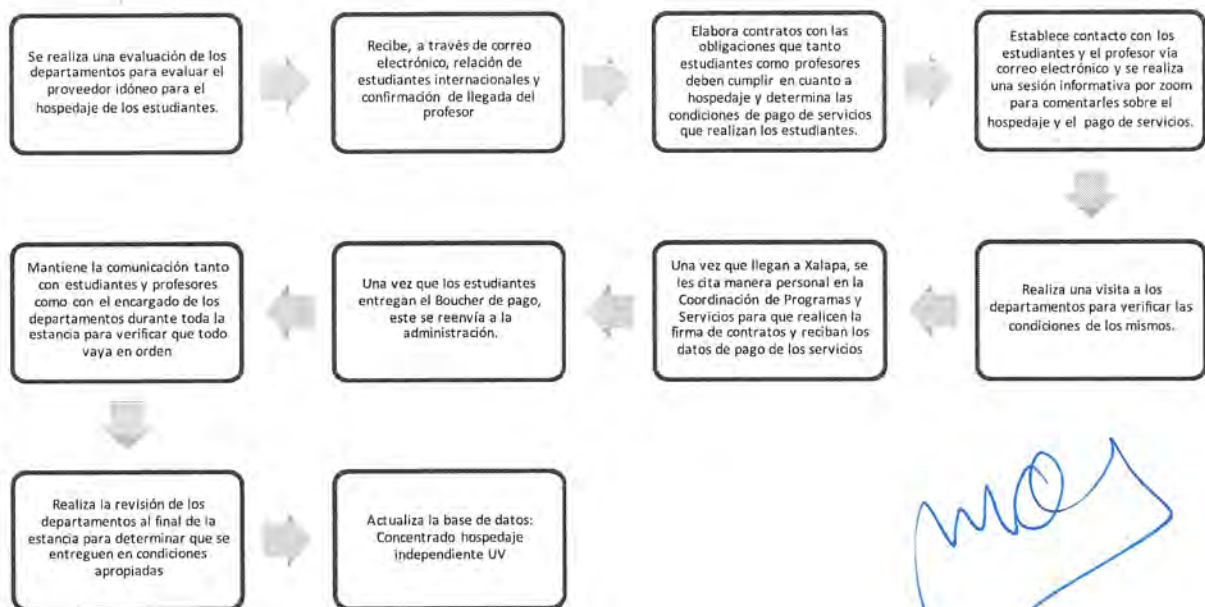 Se realiza una evaluación de los
departamentos para evaluar el
proveedor idóneo para el
hospedaje de los estudiantes.
Recibe, a través de correo
electrónico, relación de
estudiantes internacionales y
confirmación de llegada del
profesor
Elabora contratos con las
obligaciones que tanto
estudiantes como profesores
deben cumplir en cuanto a
hospedaje y determina las
condiciones de pago de servicios
que realizan los estudiantes.
Establece contacto con los
estudiantes y el profesor vía
correo electrónico y se realiza
una sesión informativa por zoom
para comentarles sobre el
hospedaje y el pago de servicios.
Realiza una visita a los
departamentos para verificar las
condiciones de los mismos.
Una vez que llegan a Xalapa, se
les cita manera personal en la
Coordinación de Programas y
Servicios para que realicen la
firma de contratos y reciban los
datos de pago de los servicios
Una vez que los estudiantes
entregan el Boucher de pago,
este se reenvía a la
administración.
Mantiene la comunicación tanto
con estudiantes y profesores
como con el encargado de los
departamentos durante toda la
estancia para verificar que todo
vaya en orden
Realiza la revisión de los
departamentos al final de la
estancia para determinar que se
entreguen en condiciones
apropiadas
Actualiza la base de datos:
Concentrado hospedaje
independiente UV